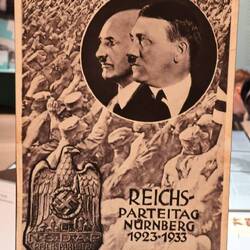 REICHS-
PARTEITAG
NÜRNBERG
1923-1933